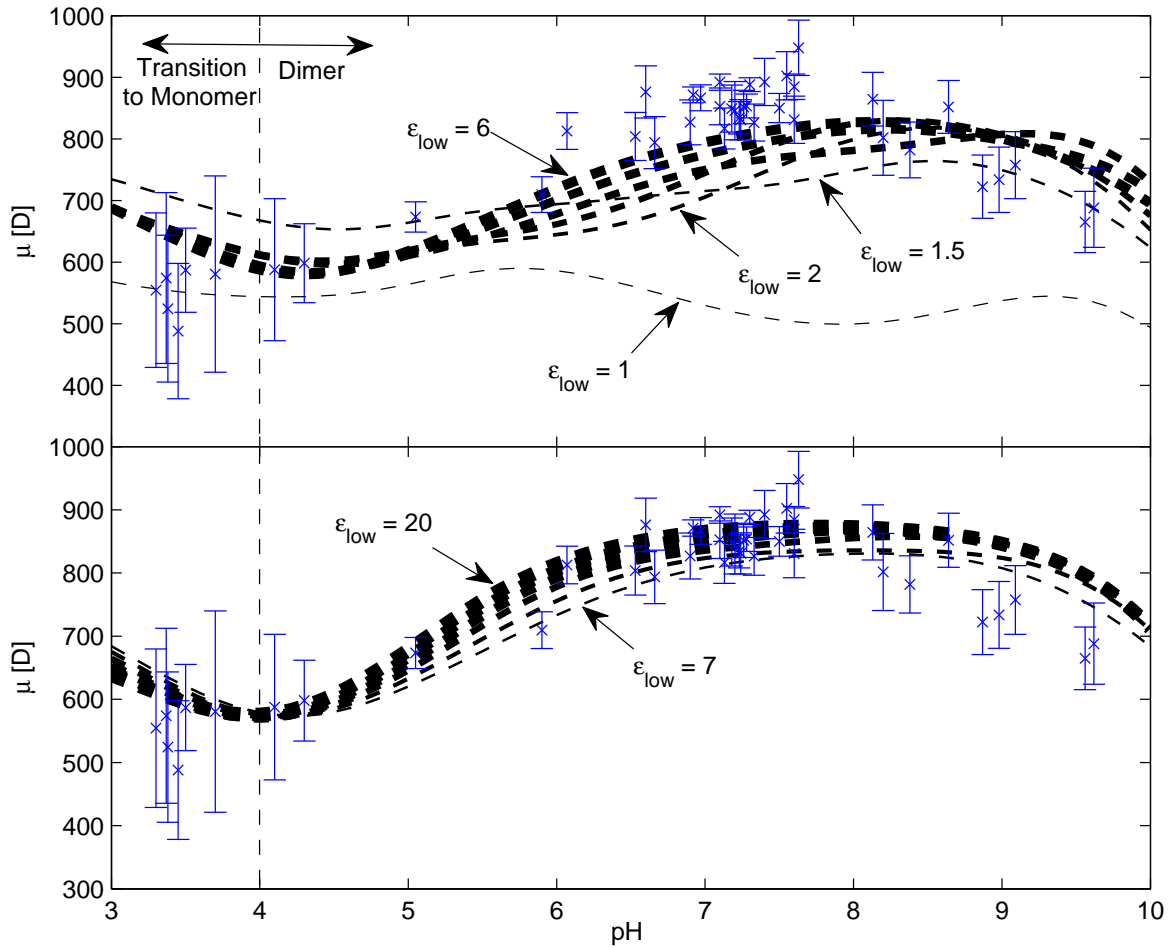 1000
900
800
700
600
500
400
μ [D]
Transition
to Monomer
Dimer
ε_low = 6
ε_low = 2
ε_low = 1.5
ε_low = 1
1000
900
800
700
600
500
400
300
μ [D]
ε_low = 20
ε_low = 7
3 4 5 6 7 8 9 10
pH